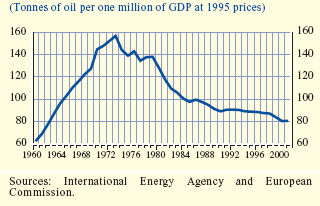 (Tonnes of oil per one million of GDP at 1995 prices)
160 160
140 140
120 120
100 100
80 80
60 60
1960 1964 1968 1972 1976 1980 1984 1988 1992 1996 2000
Sources: International Energy Agency and European
Commission.